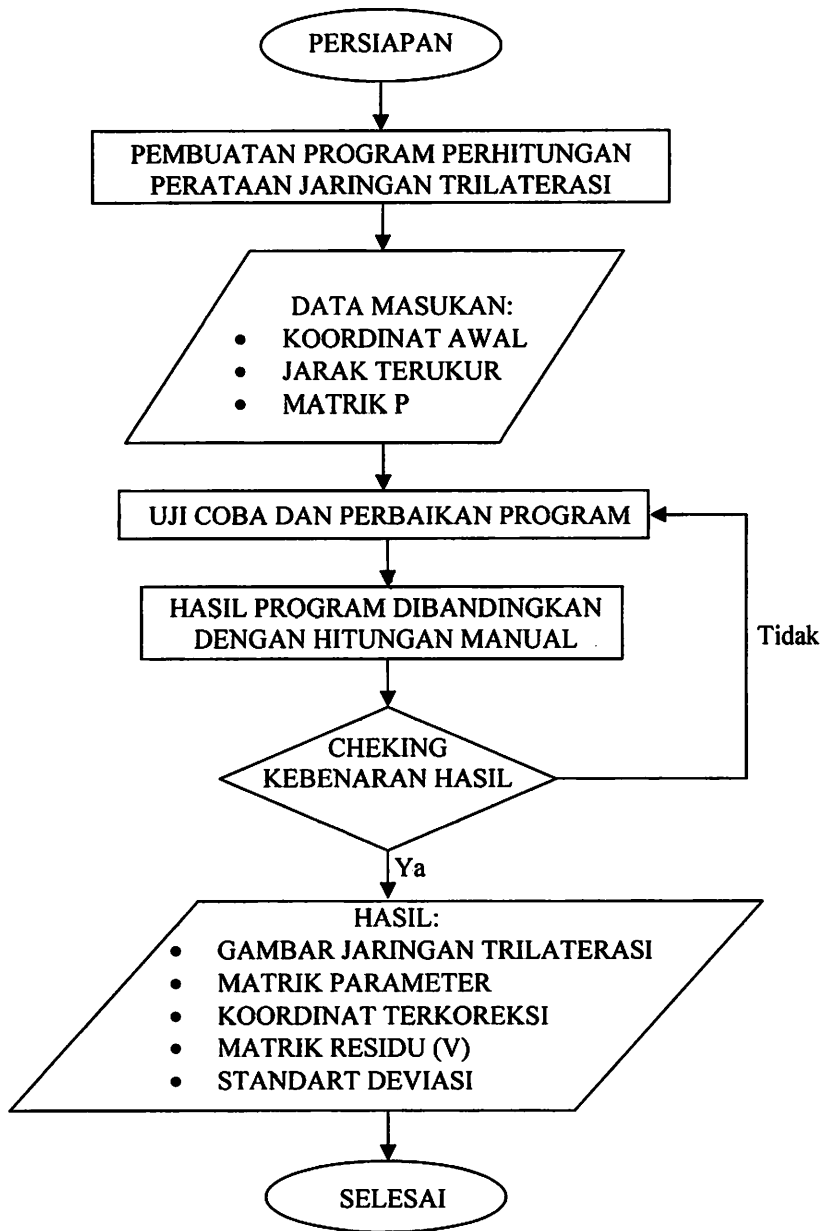 PERSIAPAN
PEMBUATAN PROGRAM PERHITUNGAN
PERATAAN JARINGAN TRILATERASI
DATA MASUKAN:
• KOORDINAT AWAL
• JARAK TERUKUR
• MATRIK P
UJI COBA DAN PERBAIKAN PROGRAM
HASIL PROGRAM DIBANDINGKAN
DENGAN HITUNGAN MANUAL
Tidak
CHEKING
KEBENARAN HASIL
Ya
HASIL:
• GAMBAR JARINGAN TRILATERASI
• MATRIK PARAMETER
• KOORDINAT TERKOREKSI
• MATRIK RESIDU (V)
• STANDART DEVIASI
SELESAI